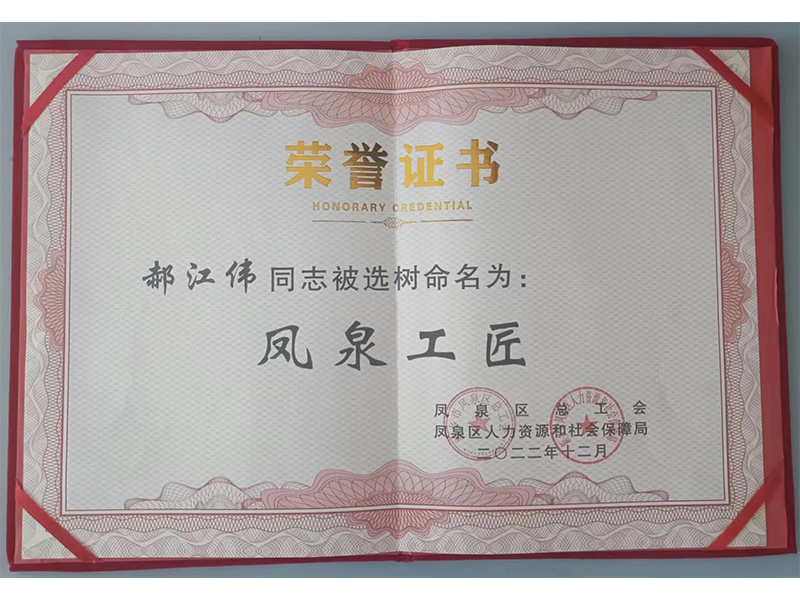 荣誉证书
HONORARY CREDENTIAL
郝江伟同志被选树命名为：
凤泉工匠
凤泉区总工会
凤泉区人力资源和社会保障局
二〇二二年十二月